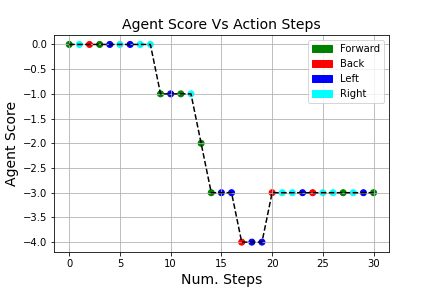 Agent Score Vs Action Steps
0.0
−0.5
−1.0
−1.5
−2.0
−2.5
−3.0
−3.5
−4.0
Agent Score
Forward
Back
Left
Right
0 5 10 15 20 25 30
Num. Steps